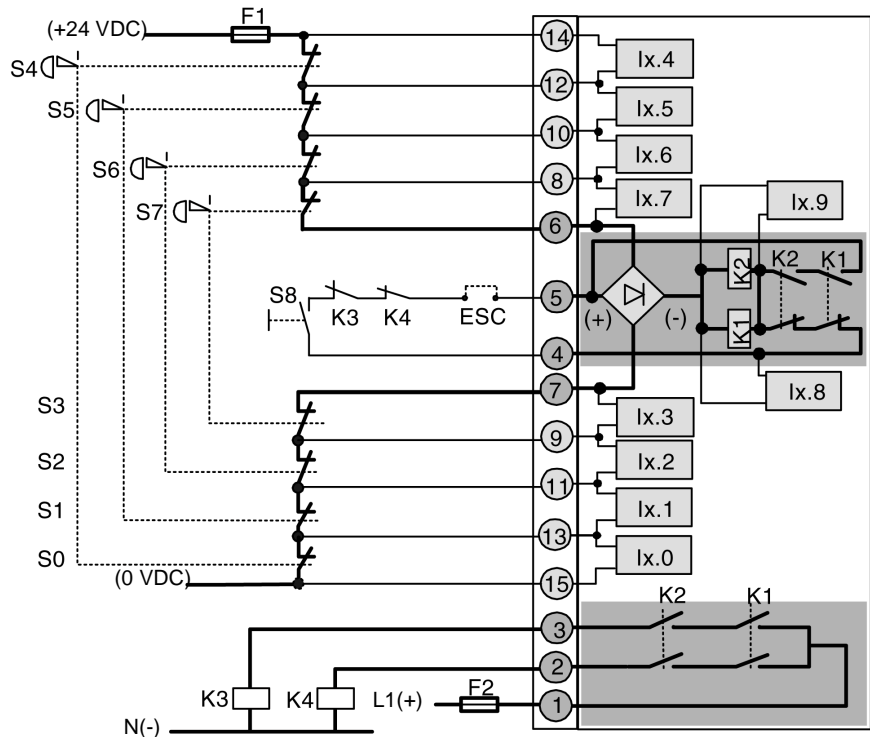 F1
(+24 VDC)
14
Ix.4
S4
12
S5
Ix.5
10
Ix.6
S6
8
Ix.7
Ix.9
S7
6
K2 K2 K1
S8
5
K3 K4 ESC
(+) (-)
K1
4
7
Ix.8
S3
Ix.3
9
S2
Ix.2
11
S1
Ix.1
13
S0
Ix.0
(0 VDC)
15
K2 K1
3
2
K3 K4 L1(+) F2
1
N(-)